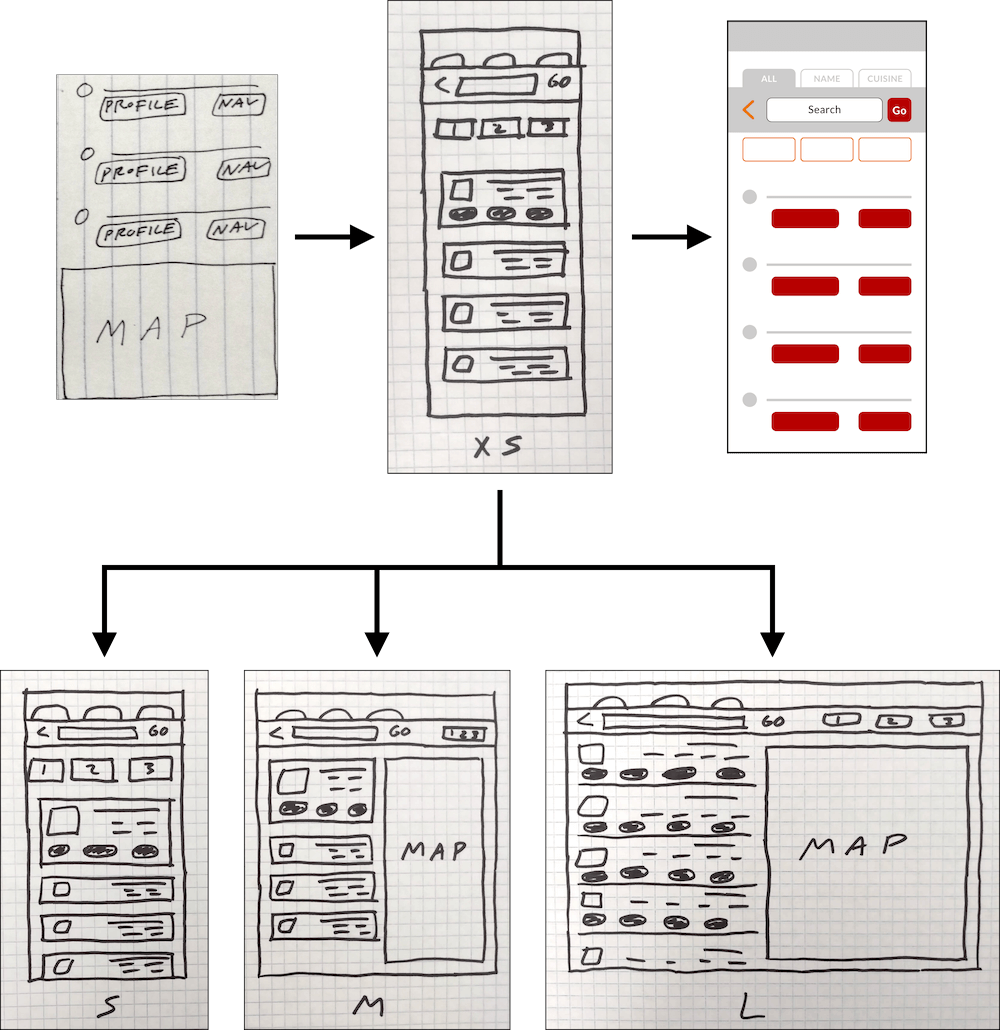 PROFILE NAV
PROFILE NAV
PROFILE NAV
MAP
< GO
1 2 3
XS
ALL NAME CUISINE
Search Go
< GO
1 2 3
S
< GO 1 2 3
MAP
M
< GO 1 2 3
MAP
L